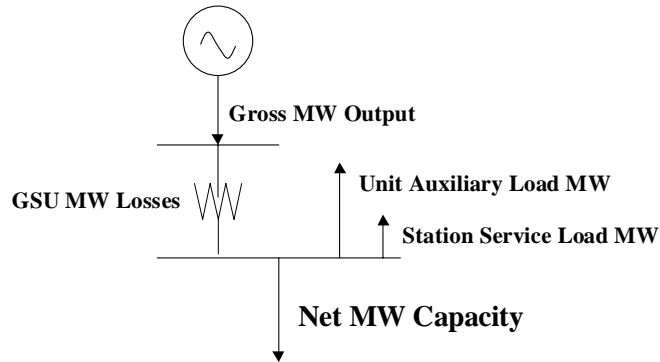 Gross MW Output
GSU MW Losses
Unit Auxiliary Load MW
Station Service Load MW
Net MW Capacity